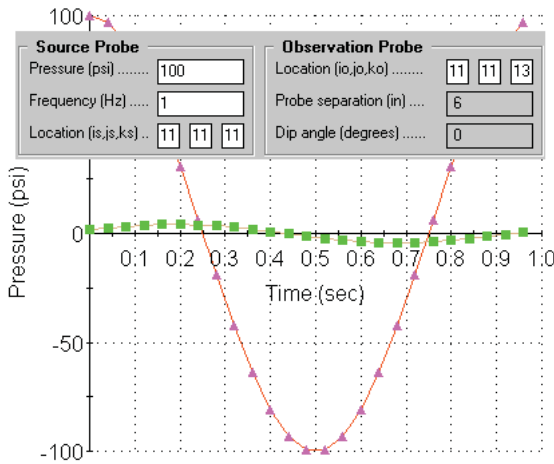 100
Source Probe
Pressure (psi) ........ 100
Frequency (Hz) ........ 1
Location (is,js,ks) .. 11 11 11
Observation Probe
Location (io,jo,ko) ........ 11 11 13
Probe separation (in) ..... 6
Dip angle (degrees) ...... 0
Pressure (psi)
0
-50
-100
0:1 0:2 0:3 0:4 0:5 0:6 0:7 0:8 0:9 1:0
Time (sec)